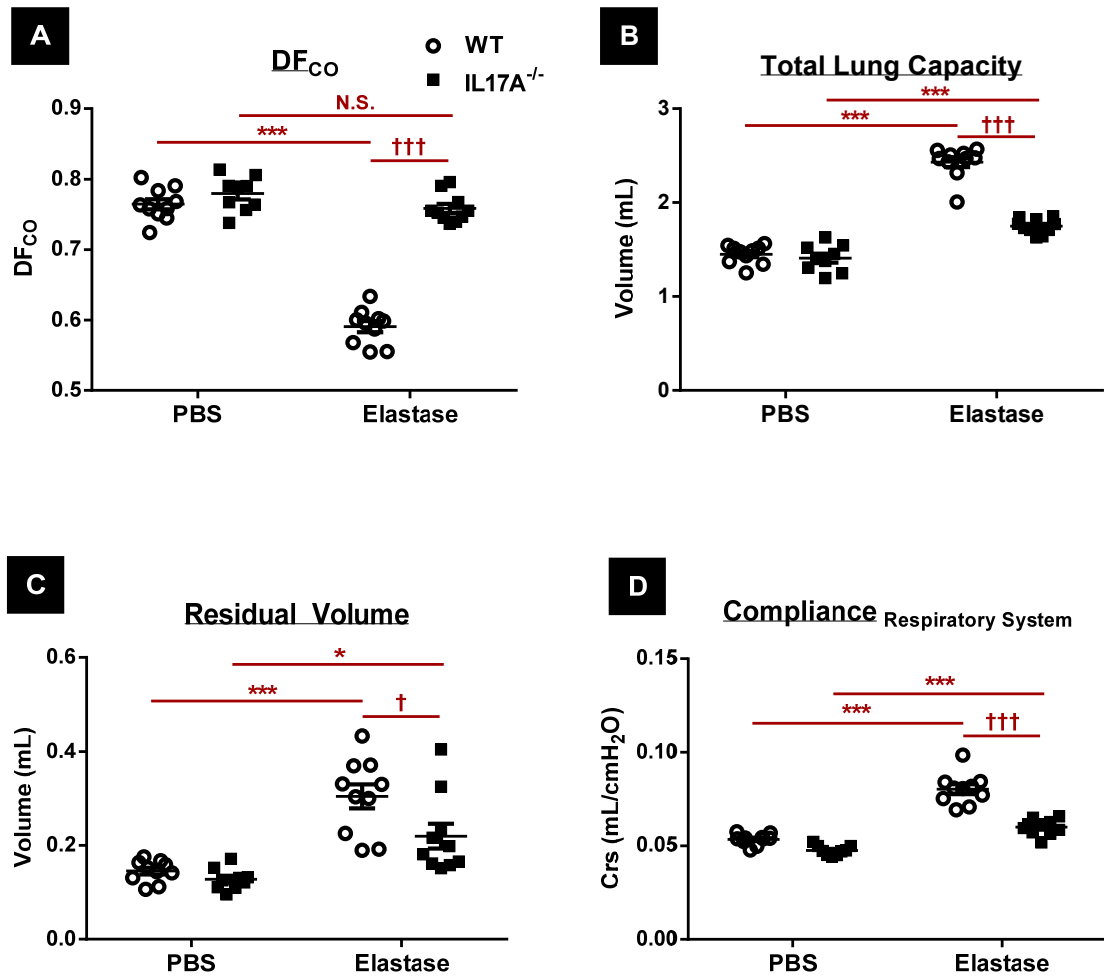 A
DFCO
WT
IL17A-/-
N.S.
***
†††
0.9
0.8
0.7
0.6
0.5
DFCO
PBS
Elastase
B
Total Lung Capacity
***
***
†††
3
2
1
0
Volume (mL)
PBS
Elastase
C
Residual Volume
*
***
†
0.6
0.4
0.2
0.0
Volume (mL)
PBS
Elastase
D
Compliance Respiratory System
***
***
†††
0.15
0.10
0.05
0.00
Crs (mL/cmH2O)
PBS
Elastase